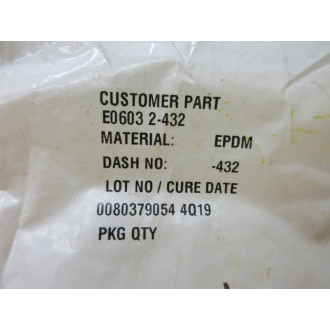 CUSTOMER PART
E0603 2-432
MATERIAL: EPDM
DASH NO: -432
LOT NO / CURE DATE
0080379054 4Q19
PKG QTY